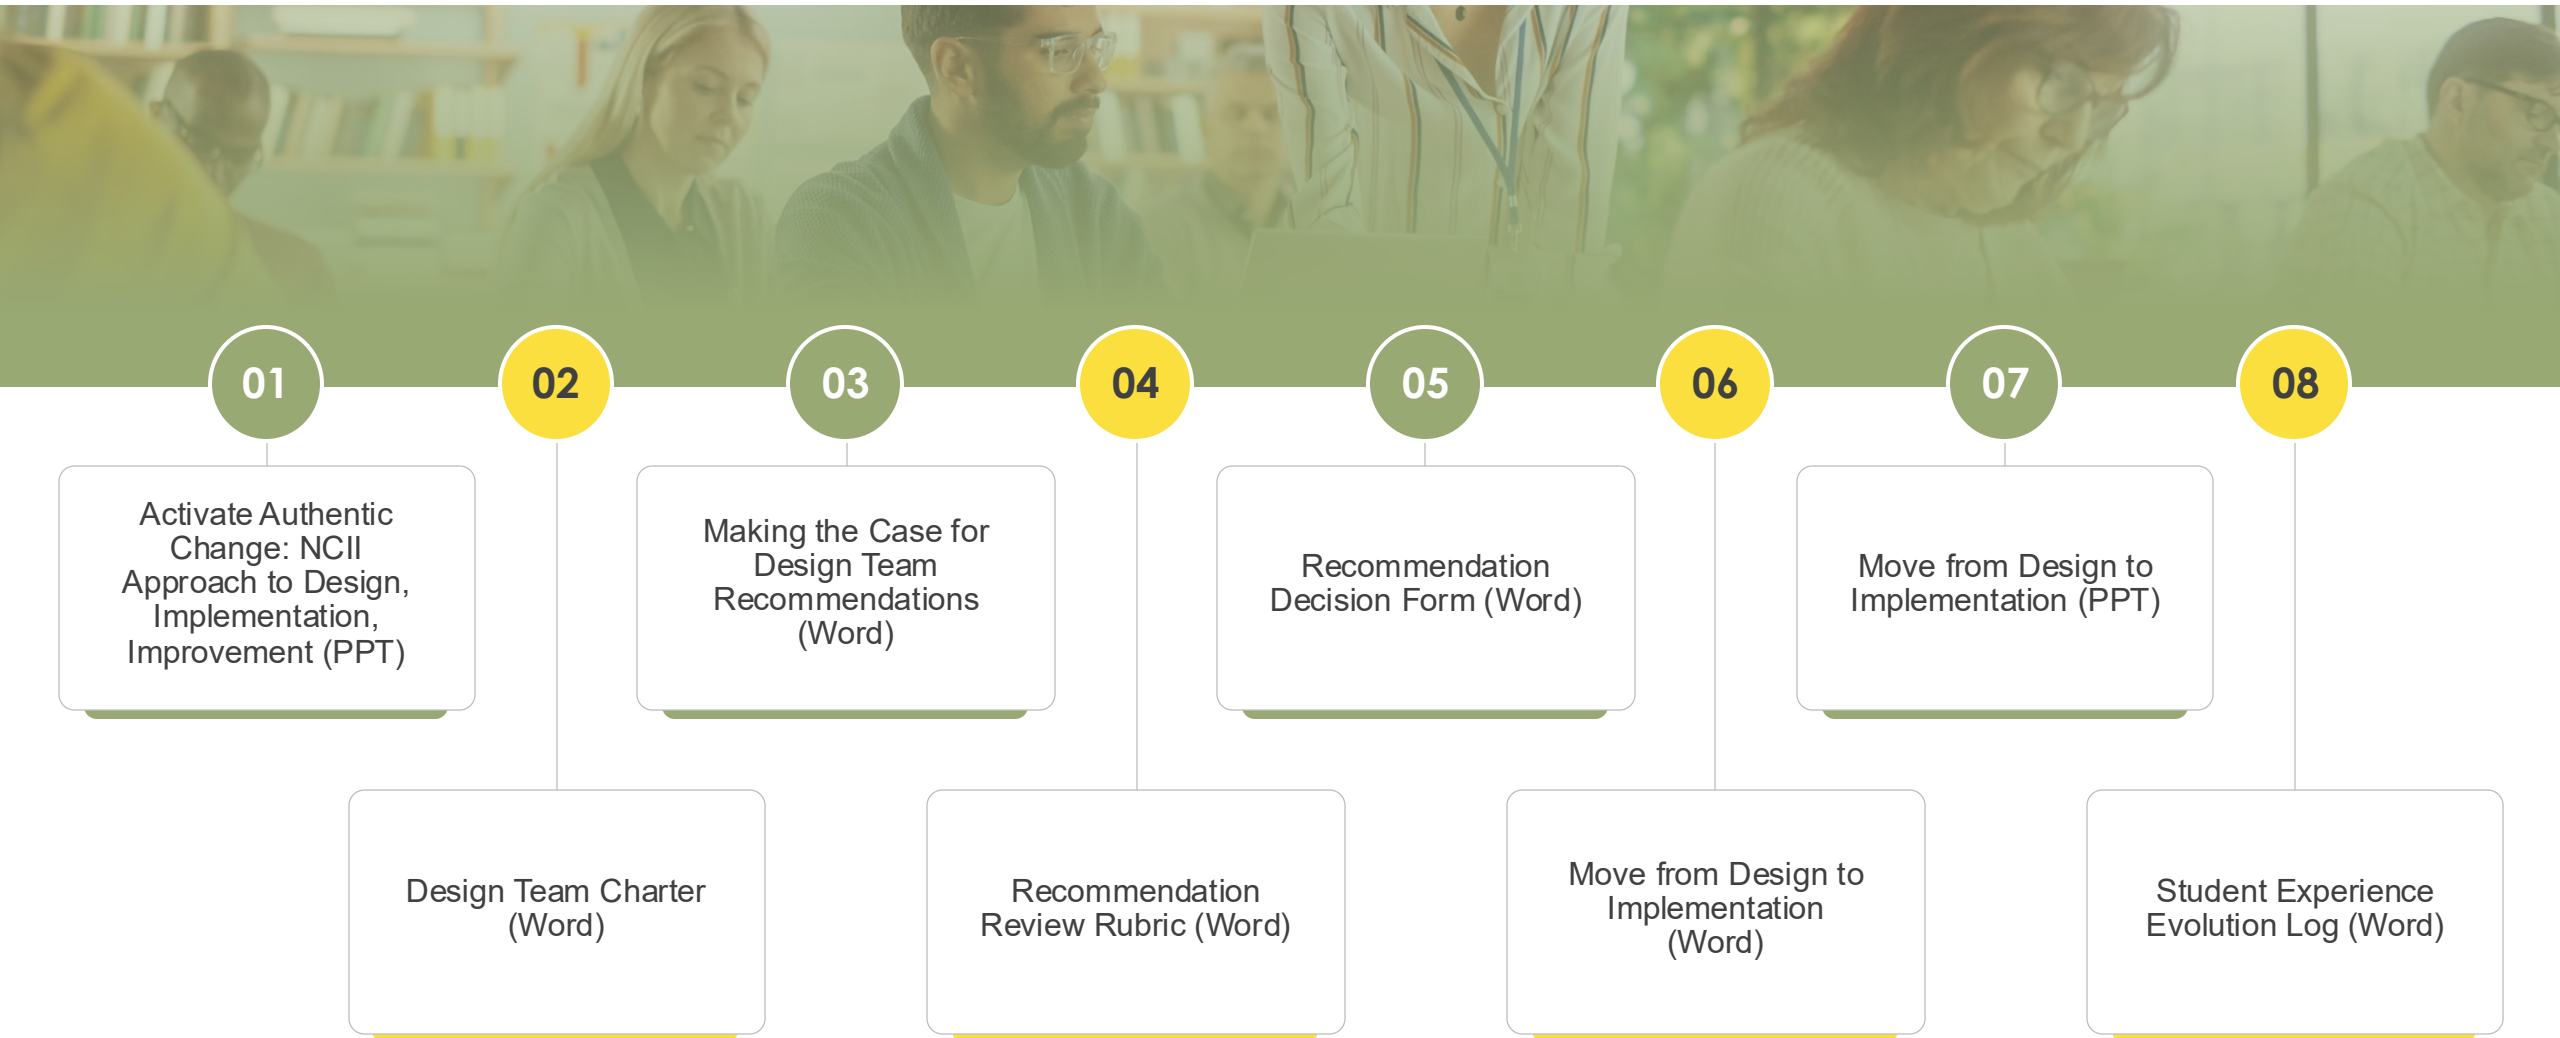 01
Activate Authentic
Change: NCII
Approach to Design,
Implementation,
Improvement (PPT)
02
Design Team Charter
(Word)
03
Making the Case for
Design Team
Recommendations
(Word)
04
Recommendation
Review Rubric (Word)
05
Recommendation
Decision Form (Word)
06
Move from Design to
Implementation
(Word)
07
Move from Design to
Implementation (PPT)
08
Student Experience
Evolution Log (Word)